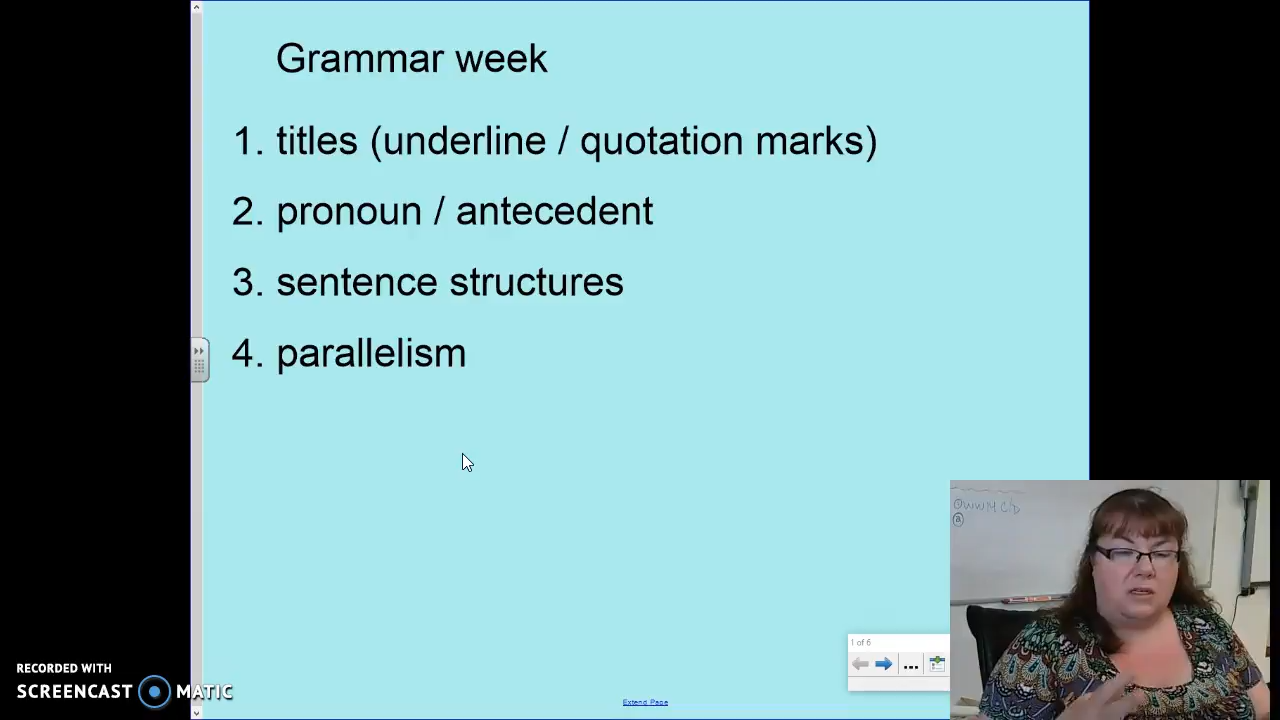 Grammar week
1. titles (underline / quotation marks)
2. pronoun / antecedent
3. sentence structures
4. parallelism
1 of 6
Extend Page
RECORDED WITH
SCREENCAST MATIC